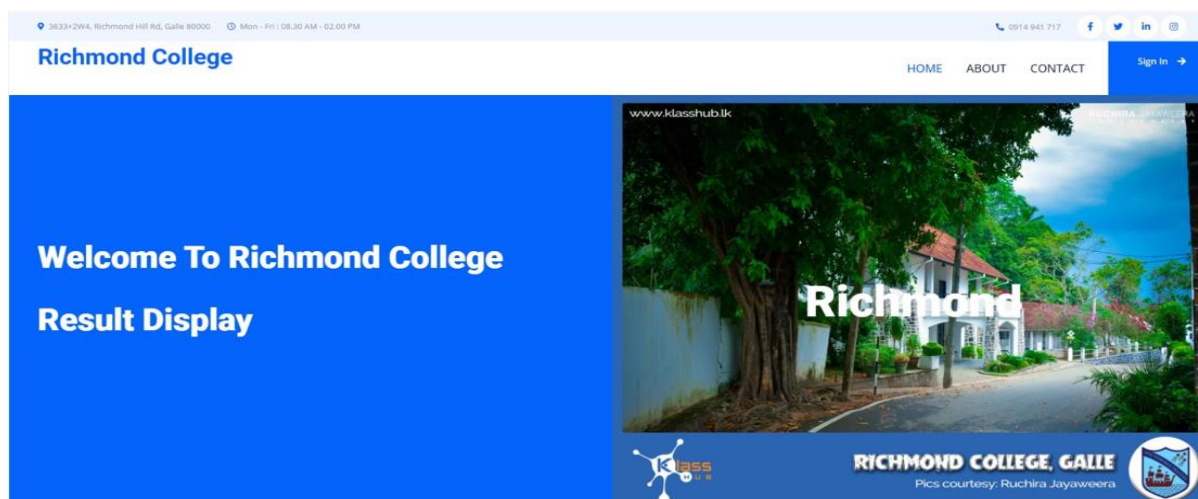 3633+2W4, Richmond Hill Rd, Galle 80000 Mon - Fri : 08.30 AM - 02.00 PM
0914 941 717
Richmond College
HOME ABOUT CONTACT
Sign In →
Welcome To Richmond College
Result Display
www.klasshub.lk
RUCHIRA JAYAWEERA
Richmond
Klass
HUB
RICHMOND COLLEGE, GALLE
Pics courtesy: Ruchira Jayaweera